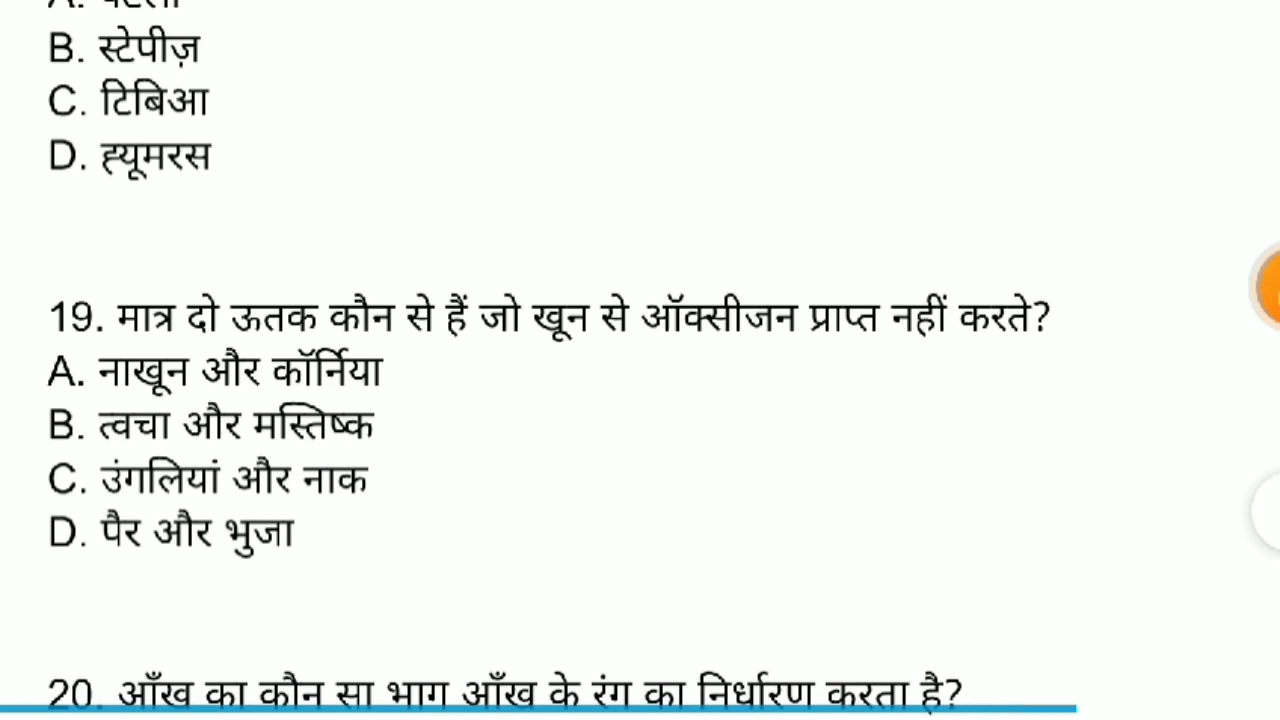 B. स्टेपीज़
C. टिबिआ
D. ह्यूमरस
19. मात्र दो ऊतक कौन से हैं जो खून से ऑक्सीजन प्राप्त नहीं करते?
A. नाखून और कॉर्निया
B. त्वचा और मस्तिष्क
C. उंगलियां और नाक
D. पैर और भुजा
20. आँख का कौन सा भाग आँख के रंग का निर्धारण करता है?